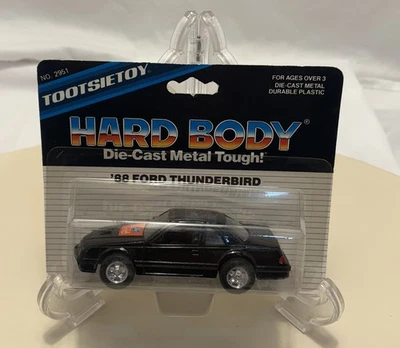 NO. 2951
TOOTSIETOY®
FOR AGES OVER 3
DIE-CAST METAL
DURABLE PLASTIC
HARD BODY®
Die-Cast Metal Tough!
'88 FORD THUNDERBIRD